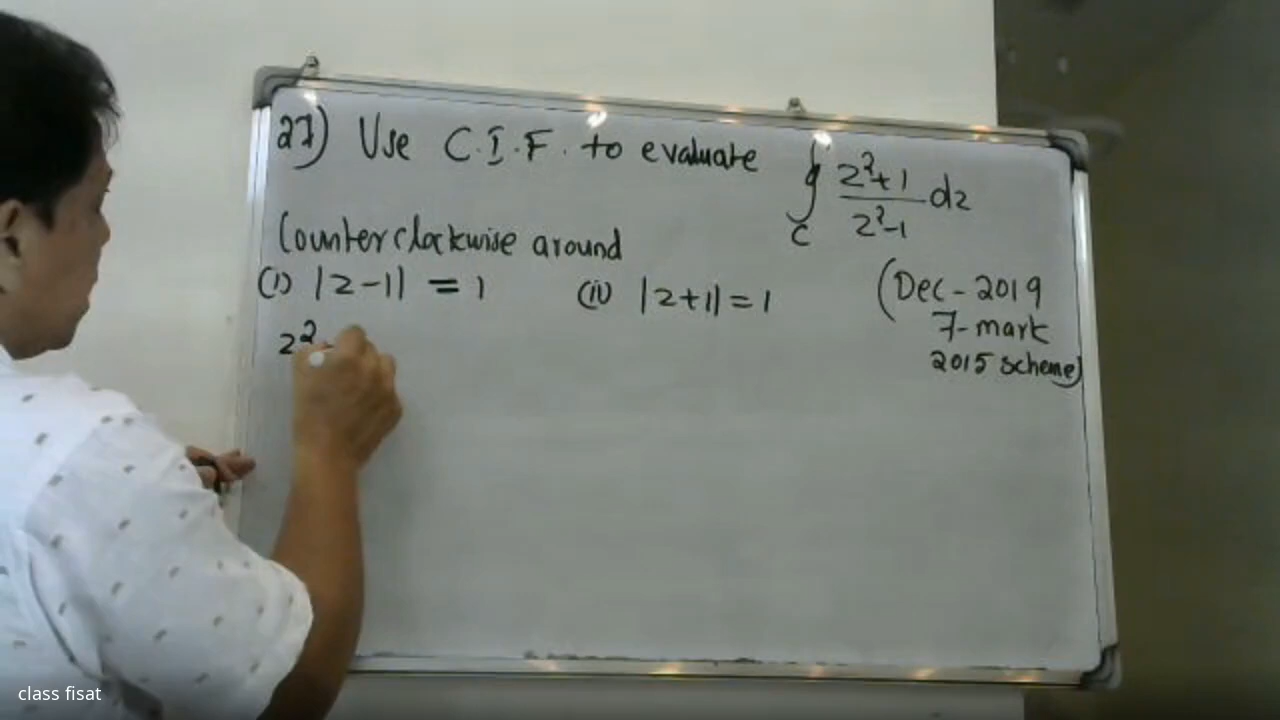 27) Use C.I.F. to evaluate ∮_C (z²+1)/(z²-1) dz
Counterclockwise around
(i) |z-1| = 1 (ii) |z+1| = 1
(Dec-2019
7-mark
2015 scheme)
z²
class fisat